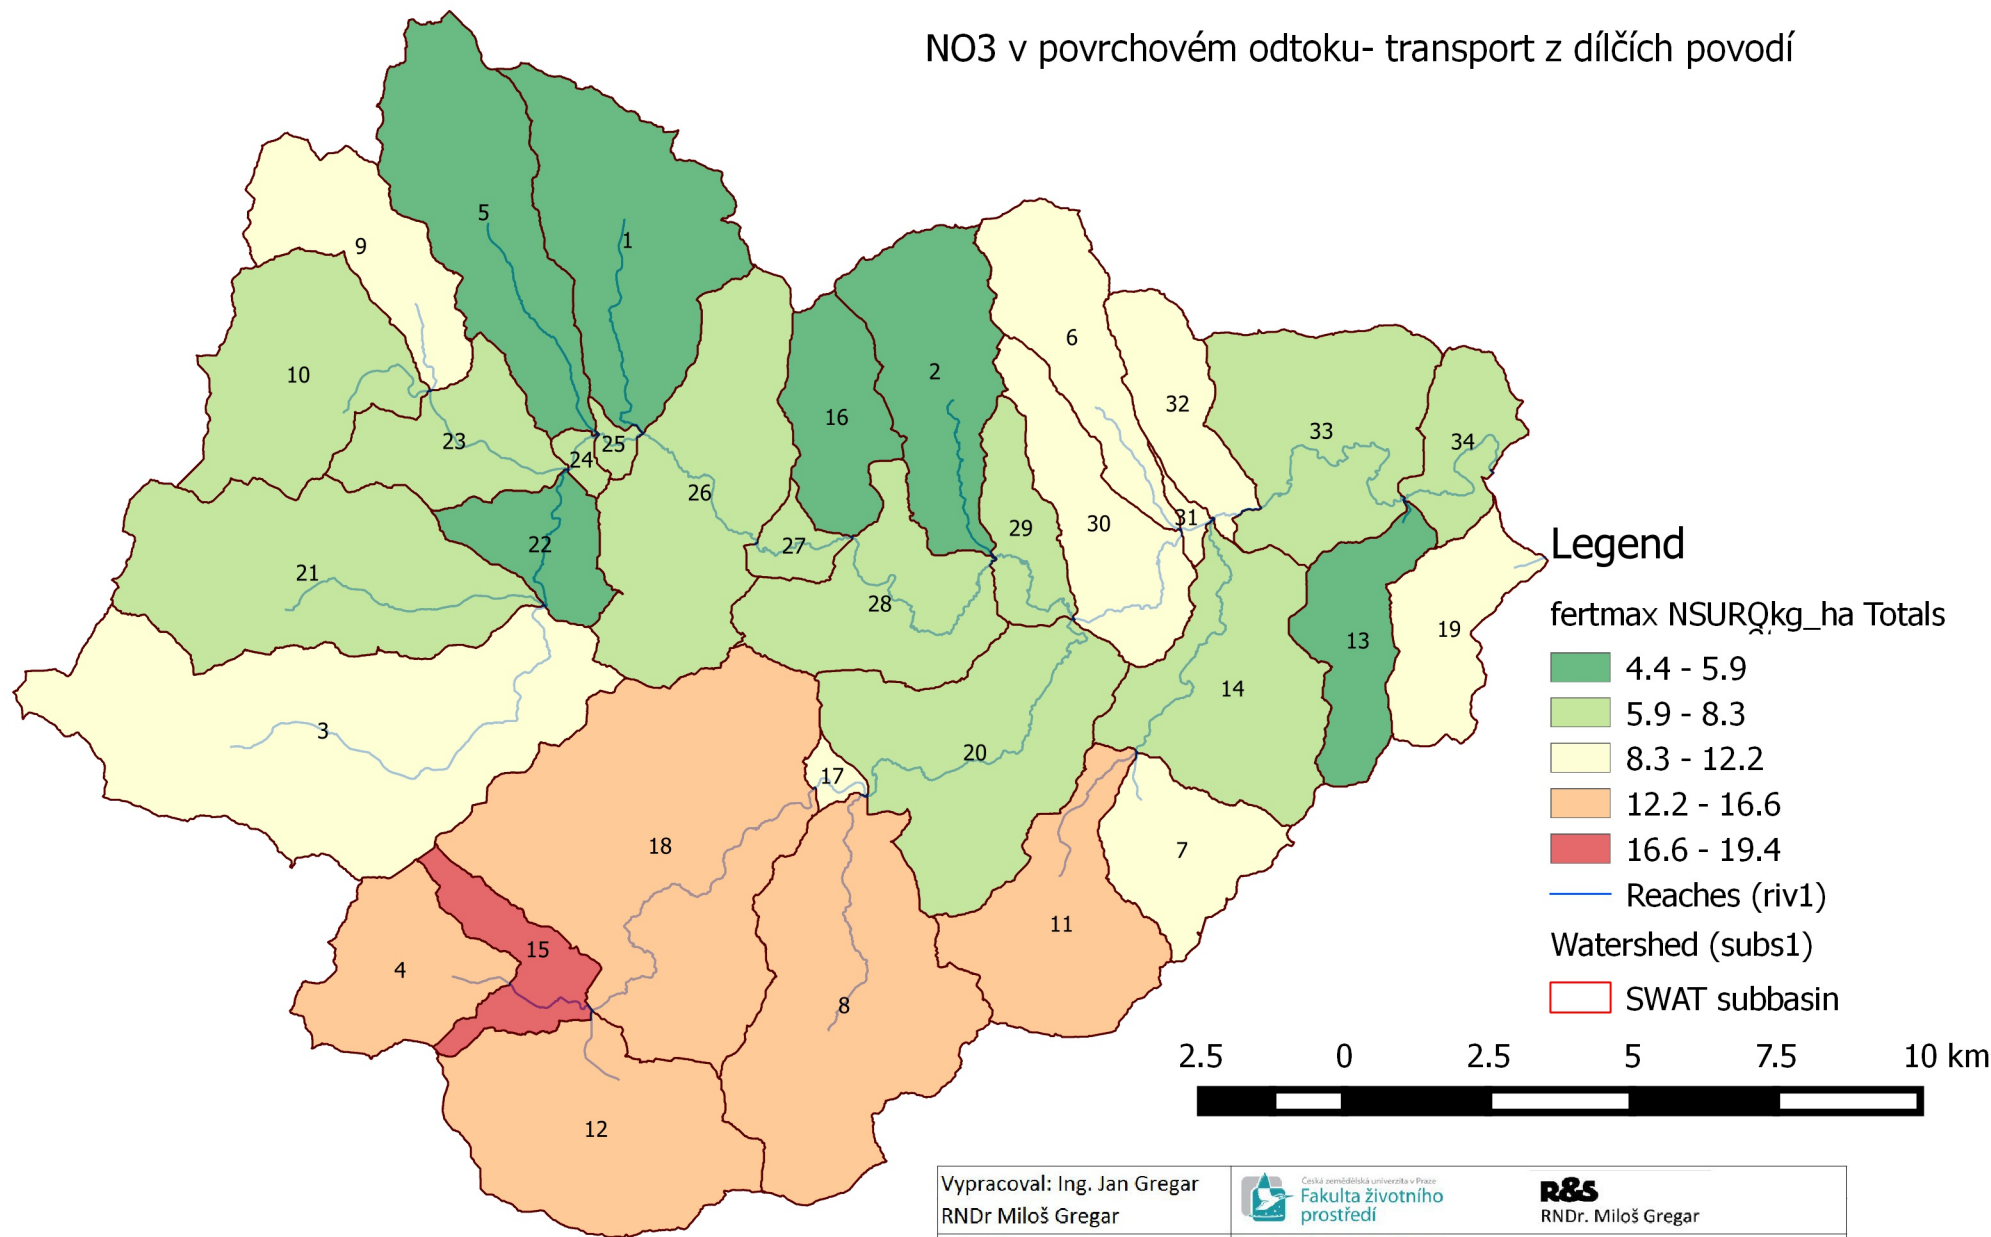 NO3 v povrchovém odtoku- transport z dílčích povodí
5
1
9
6
2
10
32
16
33
23
25
34
24
26
31
30
29
22
27
21
28
19
13
14
3
20
17
18
7
11
15
4
8
12
Legend
fertmax NSURQkg_ha Totals
4.4 - 5.9
5.9 - 8.3
8.3 - 12.2
12.2 - 16.6
16.6 - 19.4
Reaches (riv1)
Watershed (subs1)
SWAT subbasin
2.5 0 2.5 5 7.5 10 km
Vypracoval: Ing. Jan Gregar
RNDr Miloš Gregar
Česká zemědělská univerzita v Praze
Fakulta životního
prostředí
R&S
RNDr. Miloš Gregar